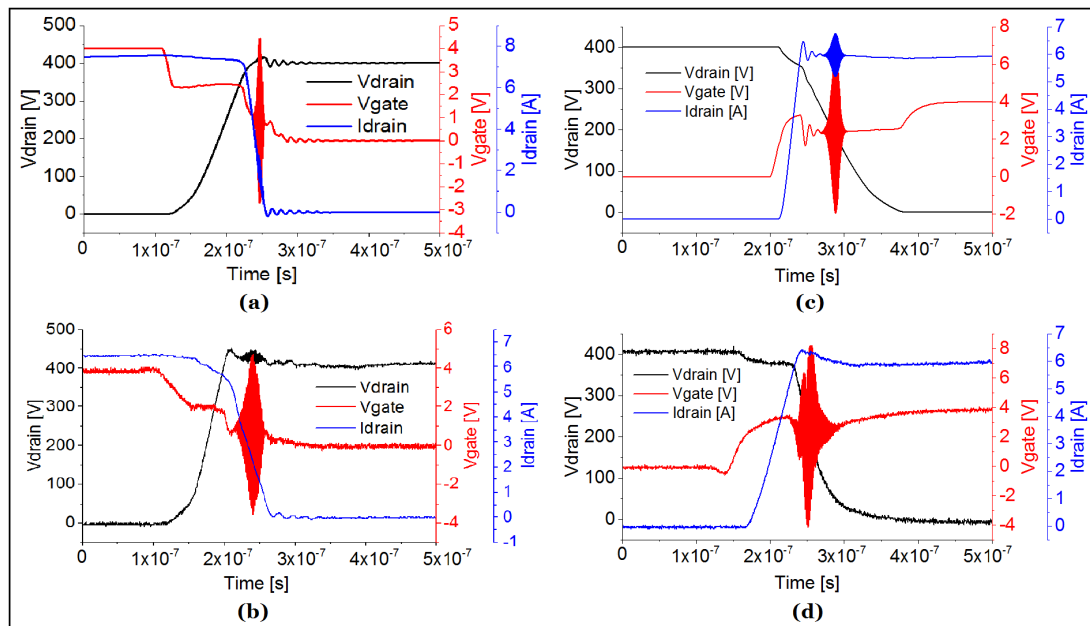 (a)
500
400
300
200
100
0
Vdrain [V]
Vdrain
Vgate
Idrain
5
4
3
2
1
0
-1
-2
-3
-4
Vgate [V]
8
6
4
2
0
Idrain [A]
0 1x10⁻⁷ 2x10⁻⁷ 3x10⁻⁷ 4x10⁻⁷ 5x10⁻⁷
Time [s]
(a)
(c)
400
300
200
100
0
Vdrain [V]
Vdrain [V]
Vgate [V]
Idrain [A]
8
6
4
2
0
-2
Vgate [V]
7
6
5
4
3
2
1
0
Idrain [A]
0 1x10⁻⁷ 2x10⁻⁷ 3x10⁻⁷ 4x10⁻⁷ 5x10⁻⁷
Time [s]
(c)
500
400
300
200
100
0
Vdrain [V]
Vdrain
Vgate
Idrain
6
4
2
0
-2
-4
Vgate [V]
7
6
5
4
3
2
1
0
-1
Idrain [A]
0 1x10⁻⁷ 2x10⁻⁷ 3x10⁻⁷ 4x10⁻⁷ 5x10⁻⁷
Time [s]
(b)
400
300
200
100
0
Vdrain [V]
Vdrain [V]
Vgate [V]
Idrain [A]
8
6
4
2
0
-2
-4
Vgate [V]
7
6
5
4
3
2
1
0
Idrain [A]
0 1x10⁻⁷ 2x10⁻⁷ 3x10⁻⁷ 4x10⁻⁷ 5x10⁻⁷
Time [s]
(d)